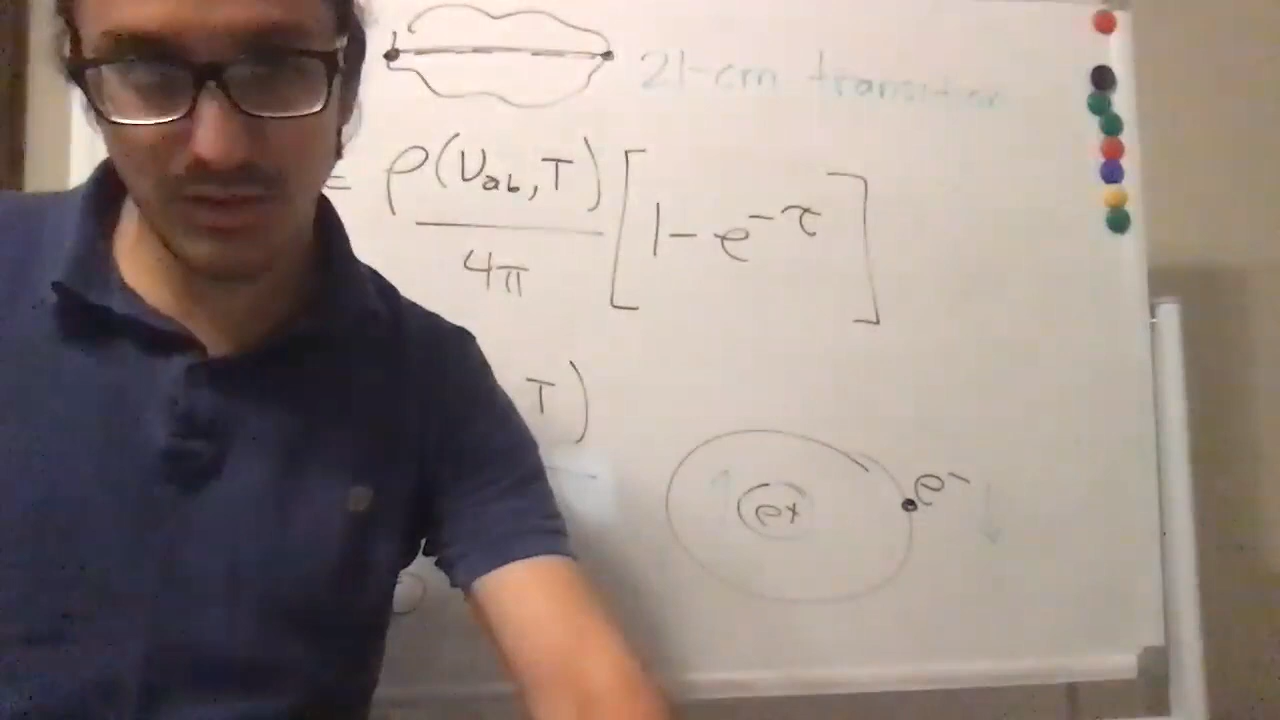 21-cm transition
= ρ(ν_ab, T) / 4π [1 - e^-τ]
T)
e+
e-